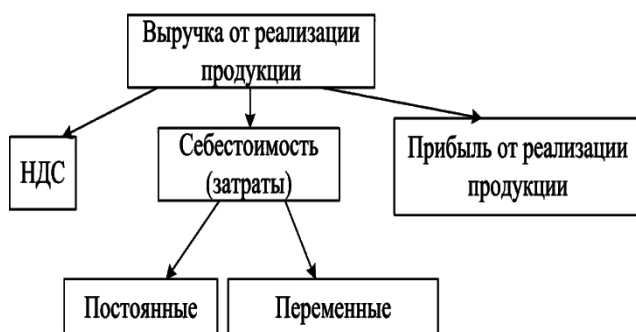 Выручка от реализации
продукции
НДС
Себестоимость
(затраты)
Прибыль от реализации
продукции
Постоянные
Переменные